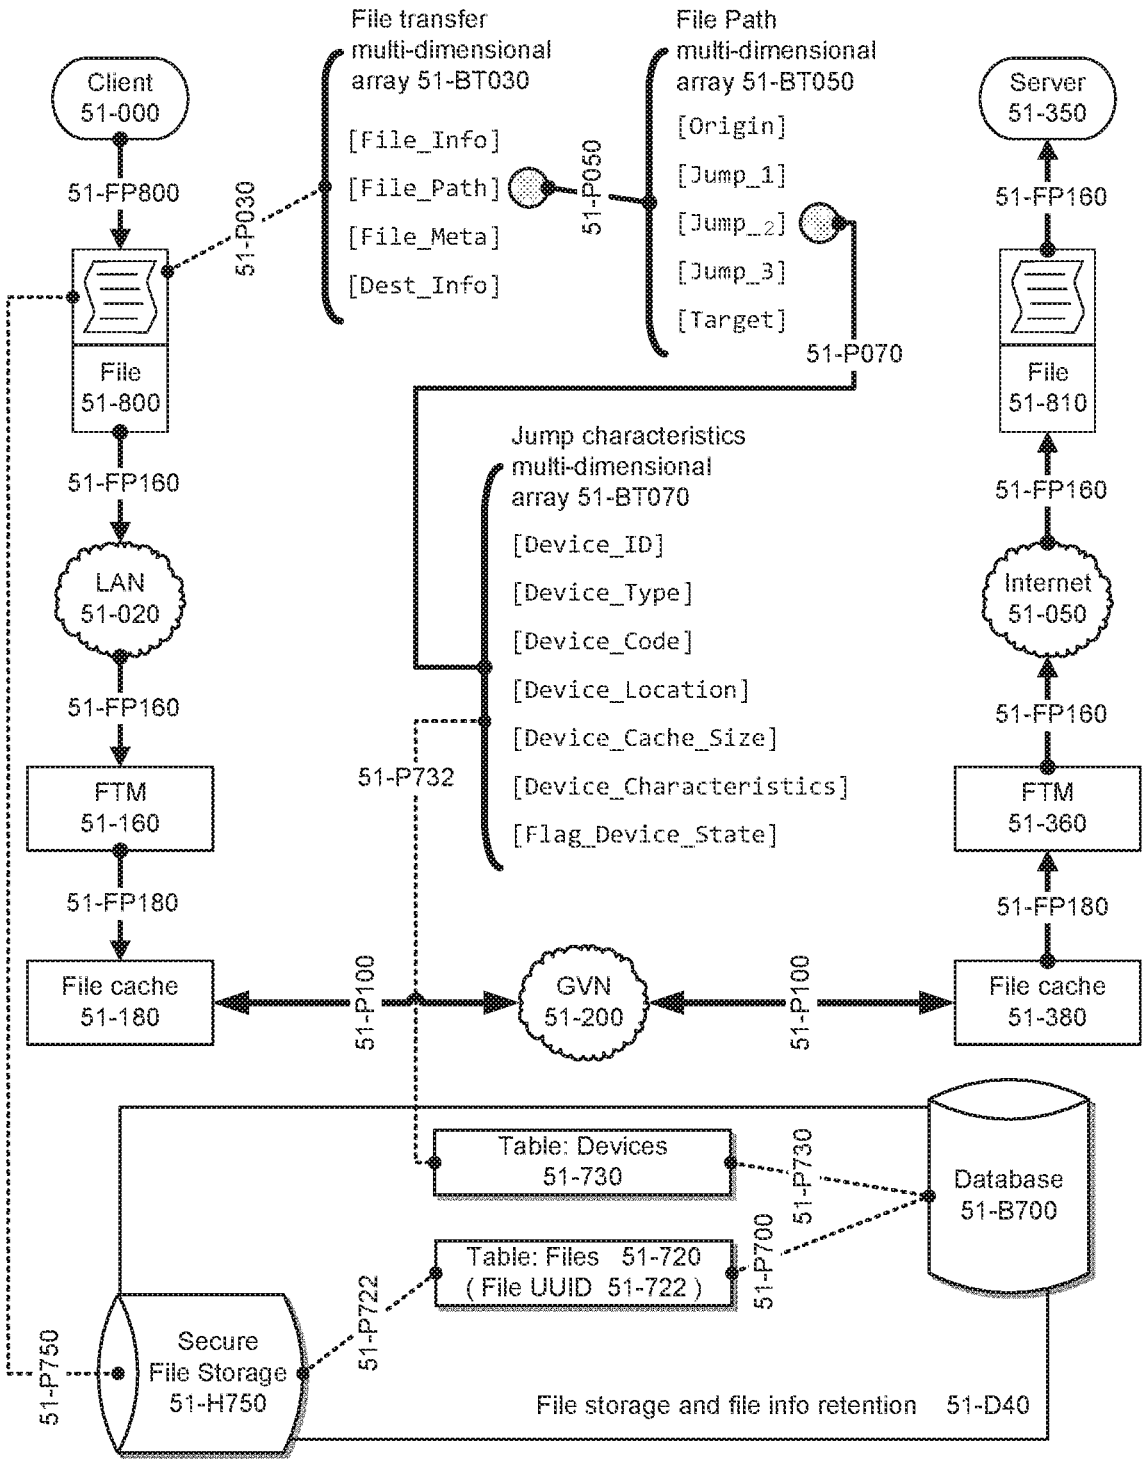 File transfer
multi-dimensional
array 51-BT030
[File_Info]
[File_Path]
[File_Meta]
[Dest_Info]
File Path
multi-dimensional
array 51-BT050
[Origin]
[Jump_1]
[Jump_2]
[Jump_3]
[Target]
Client
51-000
51-FP800
51-P030
51-P050
51-P070
File
51-800
51-FP160
LAN
51-020
51-FP160
FTM
51-160
51-FP180
File cache
51-180
Server
51-350
51-FP160
File
51-810
51-FP160
Internet
51-050
51-FP160
FTM
51-360
51-FP180
File cache
51-380
Jump characteristics
multi-dimensional
array 51-BT070
[Device_ID]
[Device_Type]
[Device_Code]
[Device_Location]
[Device_Cache_Size]
[Device_Characteristics]
[Flag_Device_State]
51-P732
51-P100
GVN
51-200
51-P100
Table: Devices
51-730
51-P730
Database
51-B700
Table: Files 51-720
( File UUID 51-722 )
51-P700
51-P722
Secure
File Storage
51-H750
51-P750
File storage and file info retention 51-D40